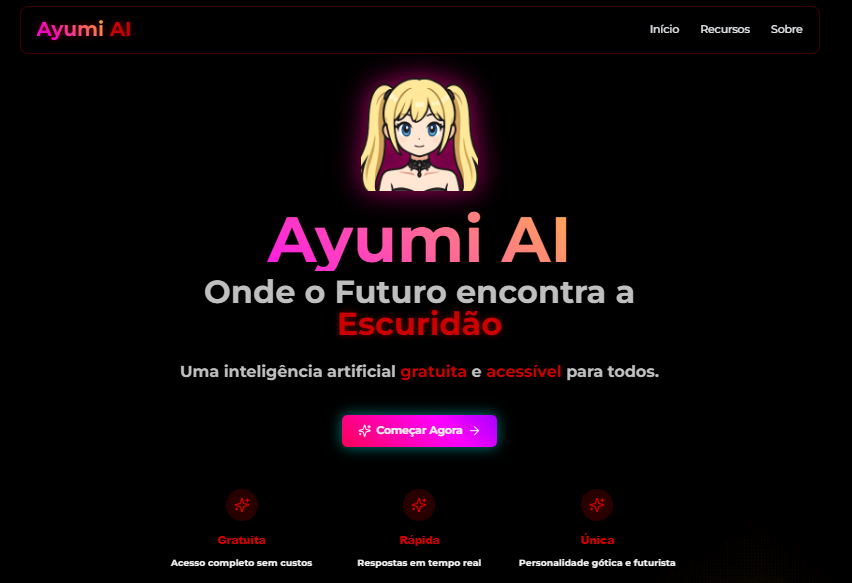 Ayumi AI
Início Recursos Sobre
Ayumi AI
Onde o Futuro encontra a
Escuridão
Uma inteligência artificial gratuita e acessível para todos.
Começar Agora
Gratuita
Acesso completo sem custos
Rápida
Respostas em tempo real
Única
Personalidade gótica e futurista